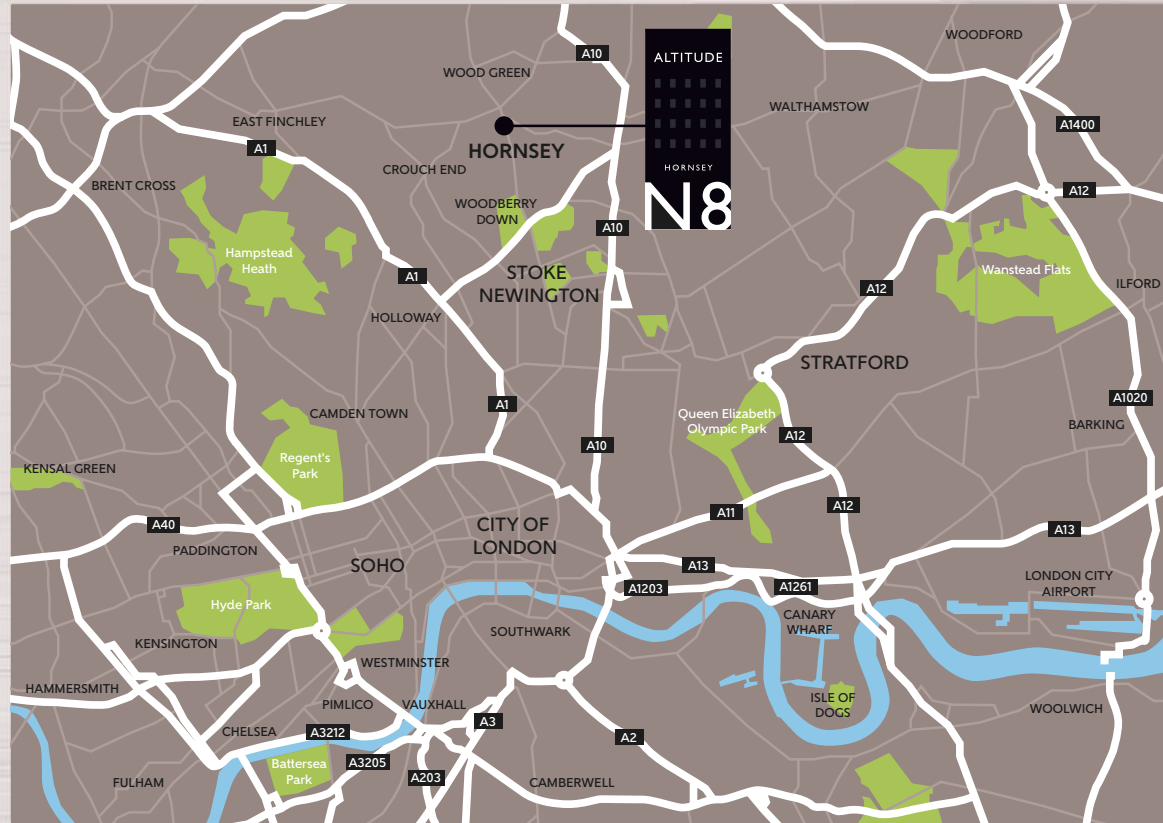 WOODFORD
A10
ALTITUDE
WOOD GREEN
WALTHAMSTOW
EAST FINCHLEY
A1400
A1
HORNSEY
CROUCH END
HORNSEY
N8
BRENT CROSS
A12
WOODBERRY
DOWN
A10
Hampstead
Heath
STOKE
NEWINGTON
Wanstead Flats
A1
A12
ILFORD
HOLLOWAY
STRATFORD
A1
A1020
CAMDEN TOWN
Queen Elizabeth
Olympic Park
BARKING
A12
A10
Regent's
Park
KENSAL GREEN
A11
A12
A40
CITY OF
LONDON
A13
PADDINGTON
SOHO
A13
A1203
A1261
LONDON CITY
AIRPORT
Hyde Park
CANARY
WHARF
KENSINGTON
SOUTHWARK
WESTMINSTER
HAMMERSMITH
PIMLICO
VAUXHALL
ISLE OF
DOGS
WOOLWICH
A3
CHELSEA
A3212
A2
Battersea
Park
A3205
A203
FULHAM
CAMBERWELL